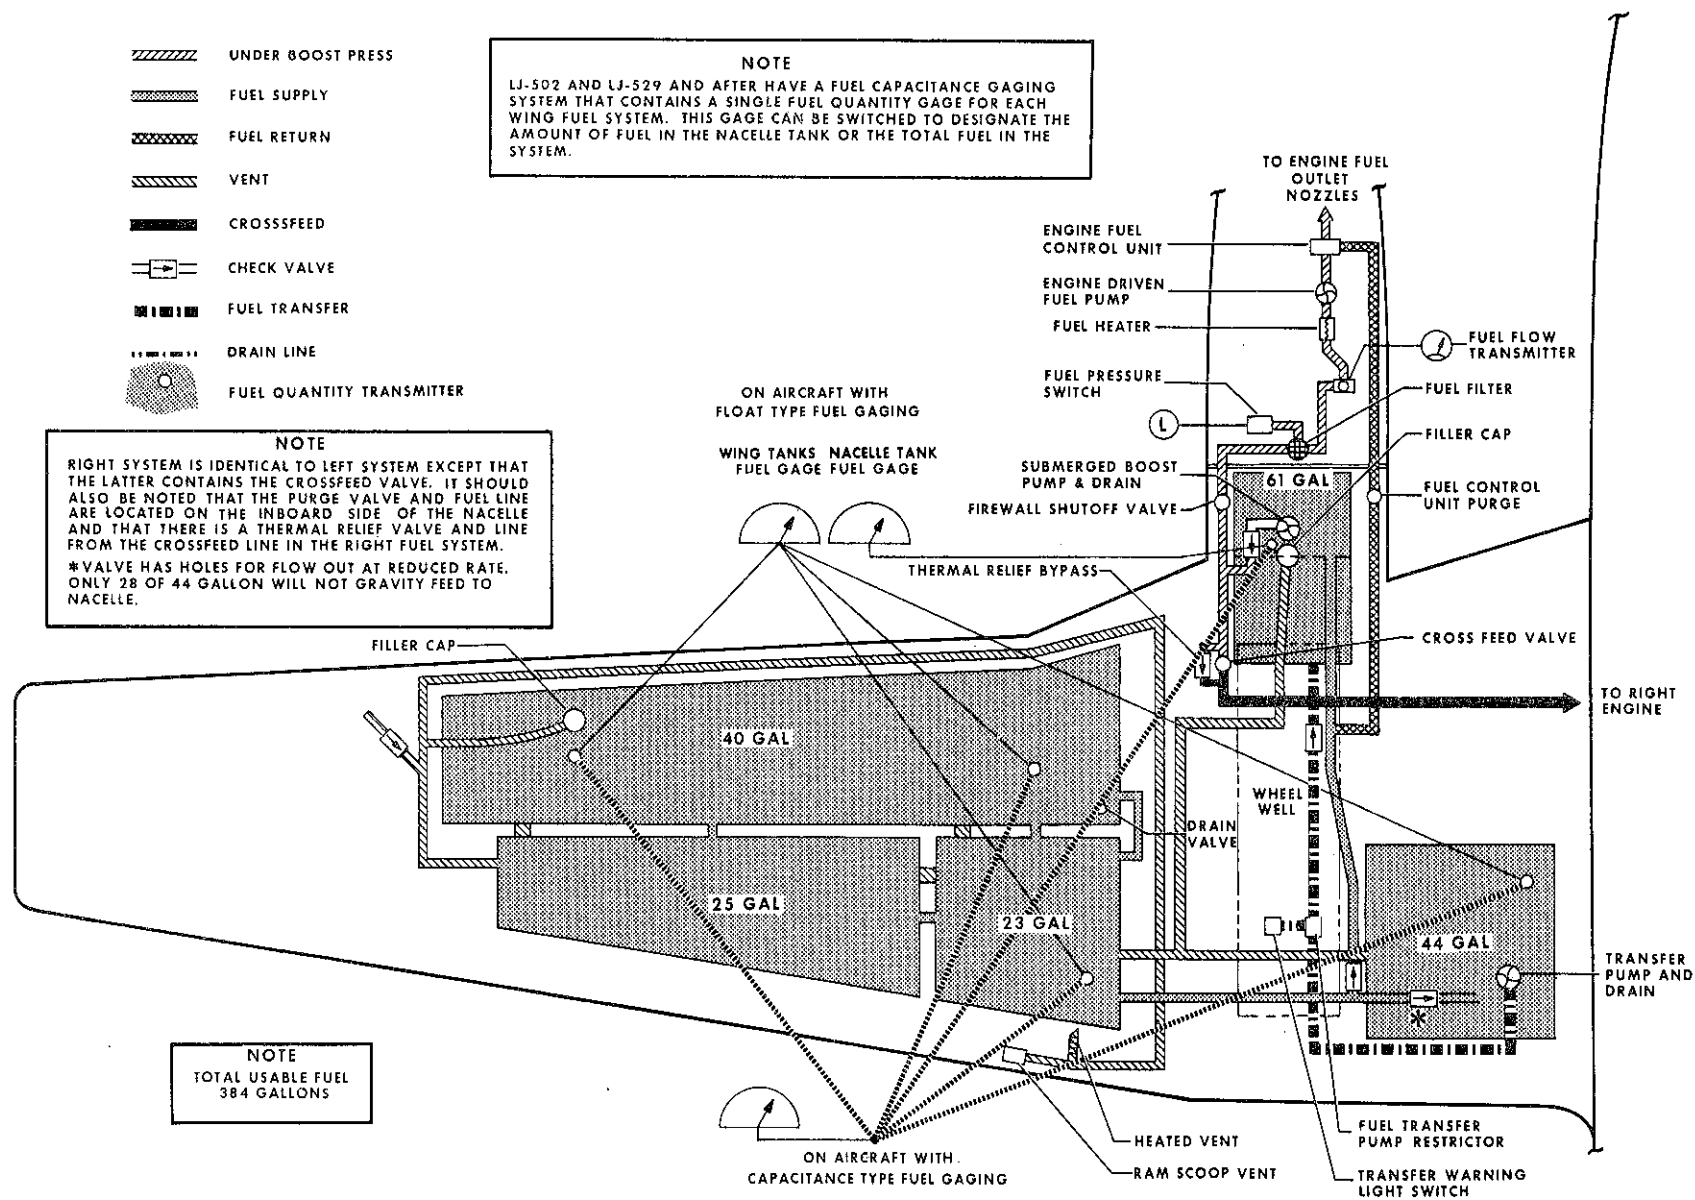 UNDER BOOST PRESS
FUEL SUPPLY
FUEL RETURN
VENT
CROSSSFEED
CHECK VALVE
FUEL TRANSFER
DRAIN LINE
FUEL QUANTITY TRANSMITTER
NOTE
LJ-502 AND LJ-529 AND AFTER HAVE A FUEL CAPACITANCE GAGING
SYSTEM THAT CONTAINS A SINGLE FUEL QUANTITY GAGE FOR EACH
WING FUEL SYSTEM. THIS GAGE CAN BE SWITCHED TO DESIGNATE THE
AMOUNT OF FUEL IN THE NACELLE TANK OR THE TOTAL FUEL IN THE
SYSTEM.
NOTE
RIGHT SYSTEM IS IDENTICAL TO LEFT SYSTEM EXCEPT THAT
THE LATTER CONTAINS THE CROSSFEED VALVE. IT SHOULD
ALSO BE NOTED THAT THE PURGE VALVE AND FUEL LINE
ARE LOCATED ON THE INBOARD SIDE OF THE NACELLE
AND THAT THERE IS A THERMAL RELIEF VALVE AND LINE
FROM THE CROSSFEED LINE IN THE RIGHT FUEL SYSTEM.
*VALVE HAS HOLES FOR FLOW OUT AT REDUCED RATE.
ONLY 28 OF 44 GALLON WILL NOT GRAVITY FEED TO
NACELLE.
ON AIRCRAFT WITH
FLOAT TYPE FUEL GAGING
WING TANKS
FUEL GAGE
NACELLE TANK
FUEL GAGE
TO ENGINE FUEL
OUTLET
NOZZLES
ENGINE FUEL
CONTROL UNIT
ENGINE DRIVEN
FUEL PUMP
FUEL HEATER
FUEL FLOW
TRANSMITTER
FUEL PRESSURE
SWITCH
FUEL FILTER
L
FILLER CAP
SUBMERGED BOOST
PUMP & DRAIN
61 GAL
FIREWALL SHUTOFF VALVE
FUEL CONTROL
UNIT PURGE
THERMAL RELIEF BYPASS
CROSS FEED VALVE
FILLER CAP
TO RIGHT
ENGINE
40 GAL
WHEEL
WELL
DRAIN
VALVE
25 GAL
23 GAL
44 GAL
TRANSFER
PUMP AND
DRAIN
*
NOTE
TOTAL USABLE FUEL
384 GALLONS
HEATED VENT
RAM SCOOP VENT
FUEL TRANSFER
PUMP RESTRICTOR
TRANSFER WARNING
LIGHT SWITCH
ON AIRCRAFT WITH.
CAPACITANCE TYPE FUEL GAGING